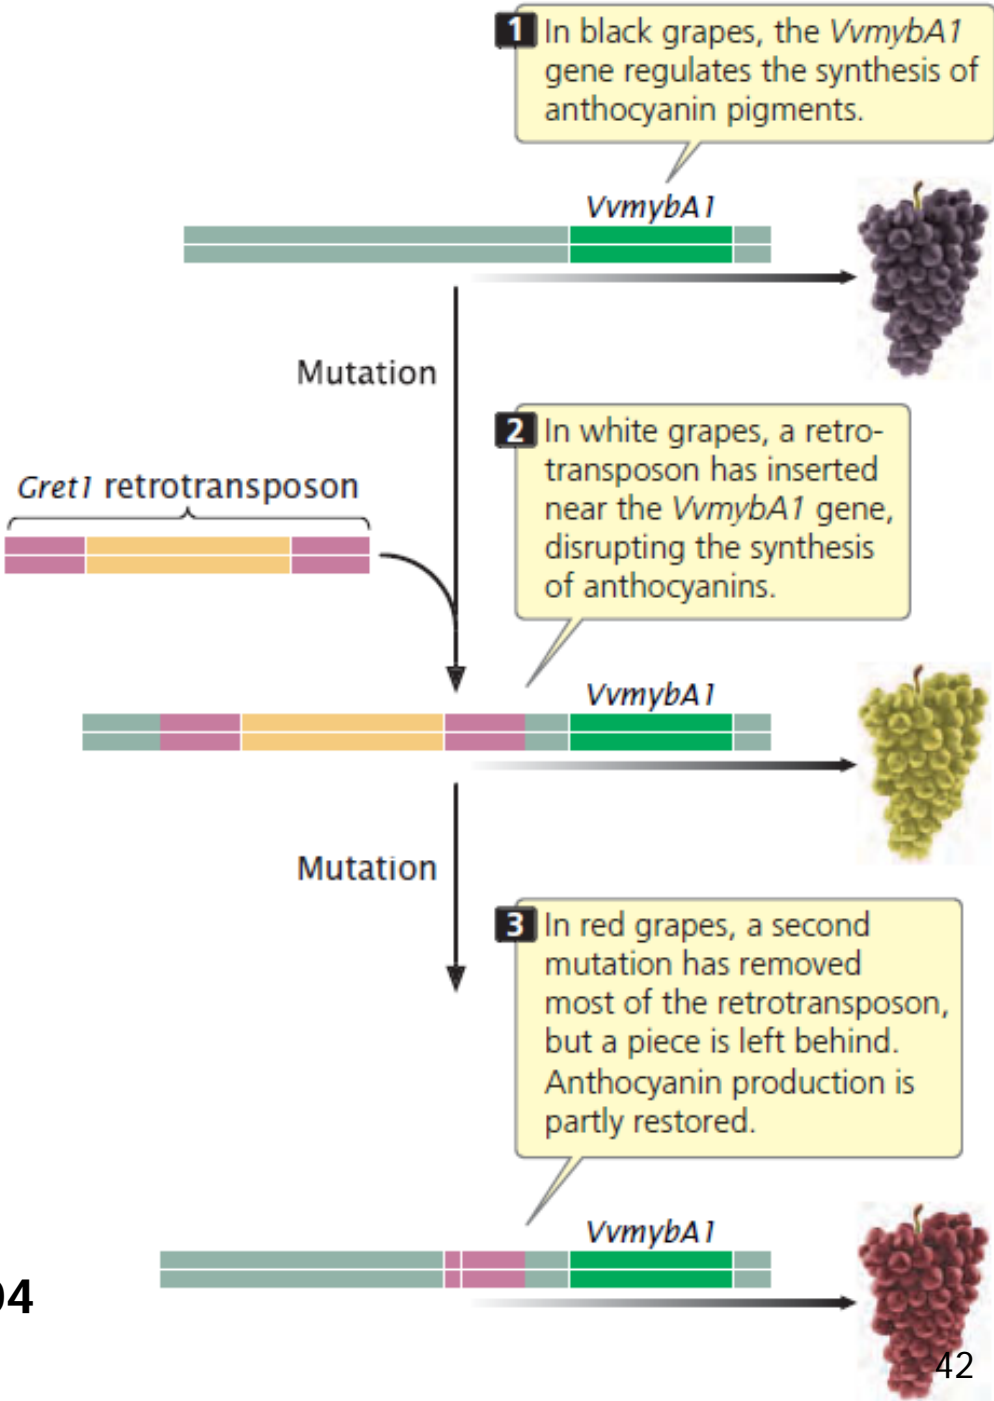 1 In black grapes, the VvmybA1
gene regulates the synthesis of
anthocyanin pigments.
VvmybA1
Mutation
2 In white grapes, a retro-
transposon has inserted
near the VvmybA1 gene,
disrupting the synthesis
of anthocyanins.
Gret1 retrotransposon
VvmybA1
Mutation
3 In red grapes, a second
mutation has removed
most of the retrotransposon,
but a piece is left behind.
Anthocyanin production is
partly restored.
VvmybA1
4
42